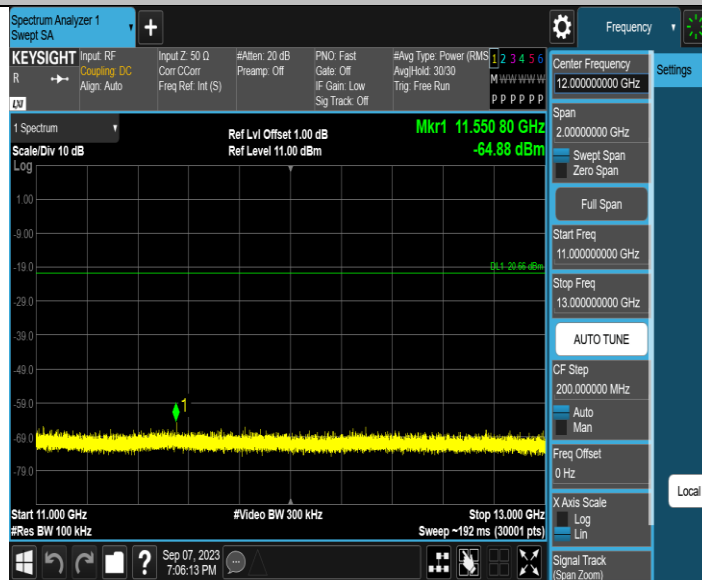 Spectrum Analyzer 1
Swept SA
+
Frequency
KEYSIGHT
R
LXI
Input: RF
Coupling: DC
Align: Auto
Input Z: 50 Ω
Corr CCorr
Freq Ref: Int (S)
#Atten: 20 dB
Preamp: Off
PNO: Fast
Gate: Off
IF Gain: Low
Sig Track: Off
#Avg Type: Power (RMS
Avg|Hold: 30/30
Trig: Free Run
1 2 3 4 5 6
M W W W W W
P P P P P P
1 Spectrum
Scale/Div 10 dB
Log
Ref Lvl Offset 1.00 dB
Ref Level 11.00 dBm
Mkr1 11.550 80 GHz
-64.88 dBm
1.00
-9.00
-19.0
-29.0
-39.0
-49.0
-59.0
-69.0
-79.0
DL1 -20.66 dBm
1
Start 11.000 GHz
#Res BW 100 kHz
#Video BW 300 kHz
Stop 13.000 GHz
Sweep ~192 ms (30001 pts)
?
Sep 07, 2023
7:06:13 PM
Center Frequency
12.000000000 GHz
Span
2.00000000 GHz
Swept Span
Zero Span
Full Span
Start Freq
11.000000000 GHz
Stop Freq
13.000000000 GHz
AUTO TUNE
CF Step
200.000000 MHz
Auto
Man
Freq Offset
0 Hz
X Axis Scale
Log
Lin
Signal Track
(Span Zoom)
Settings
Local